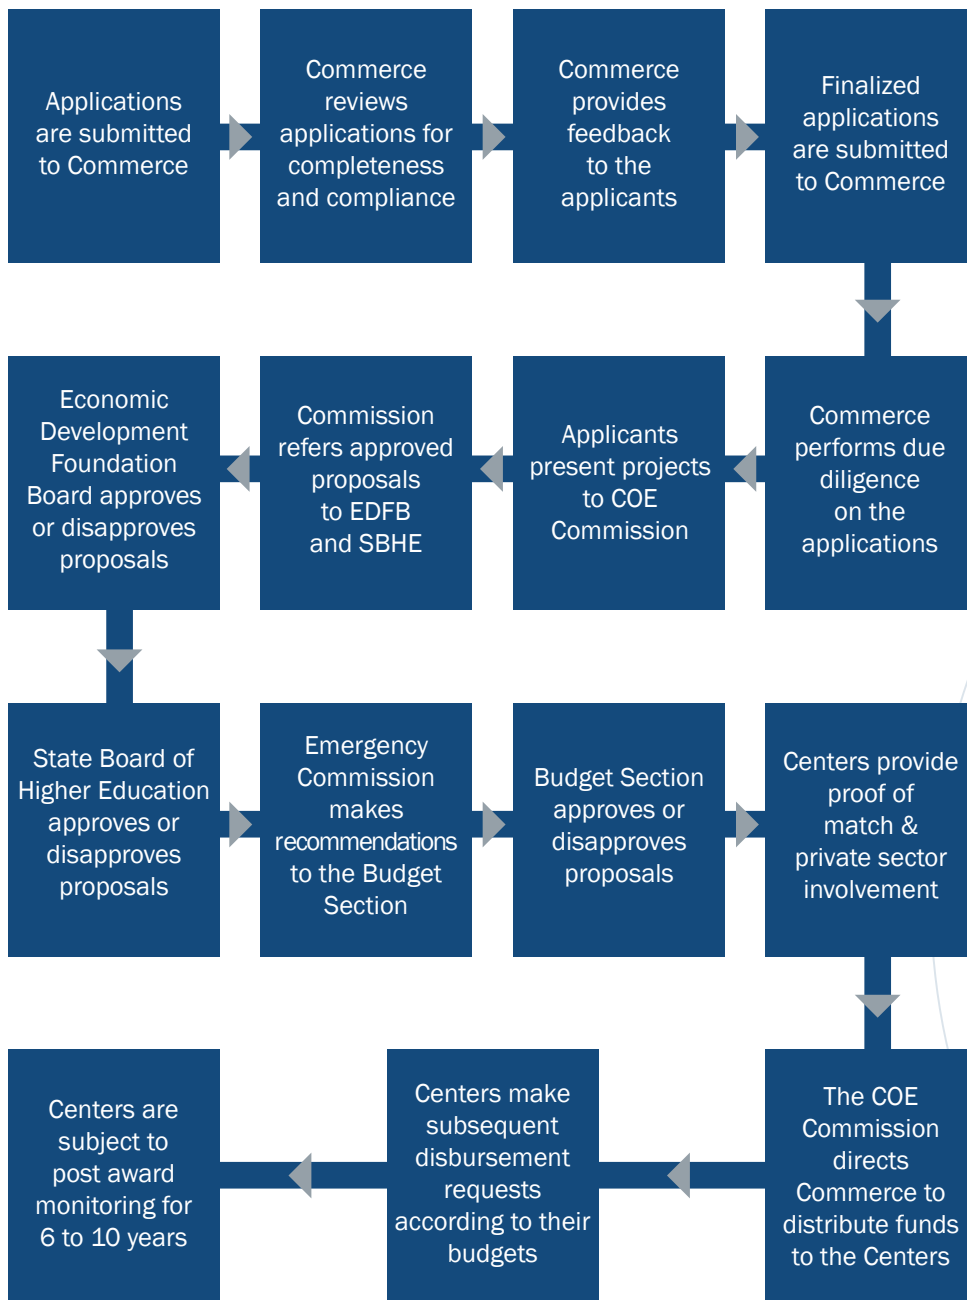 Applications
are submitted
to Commerce
Commerce
reviews
applications for
completeness
and compliance
Commerce
provides
feedback
to the
applicants
Finalized
applications
are submitted
to Commerce
Commerce
performs due
diligence
on the
applications
Applicants
present projects
to COE
Commission
Commission
refers approved
proposals
to EDFB
and SBHE
Economic
Development
Foundation
Board approves
or disapproves
proposals
State Board of
Higher Education
approves or
disapproves
proposals
Emergency
Commission
makes
recommendations
to the Budget
Section
Budget Section
approves or
disapproves
proposals
Centers provide
proof of
match &
private sector
involvement
The COE
Commission
directs
Commerce to
distribute funds
to the Centers
Centers make
subsequent
disbursement
requests
according to their
budgets
Centers are
subject to
post award
monitoring for
6 to 10 years